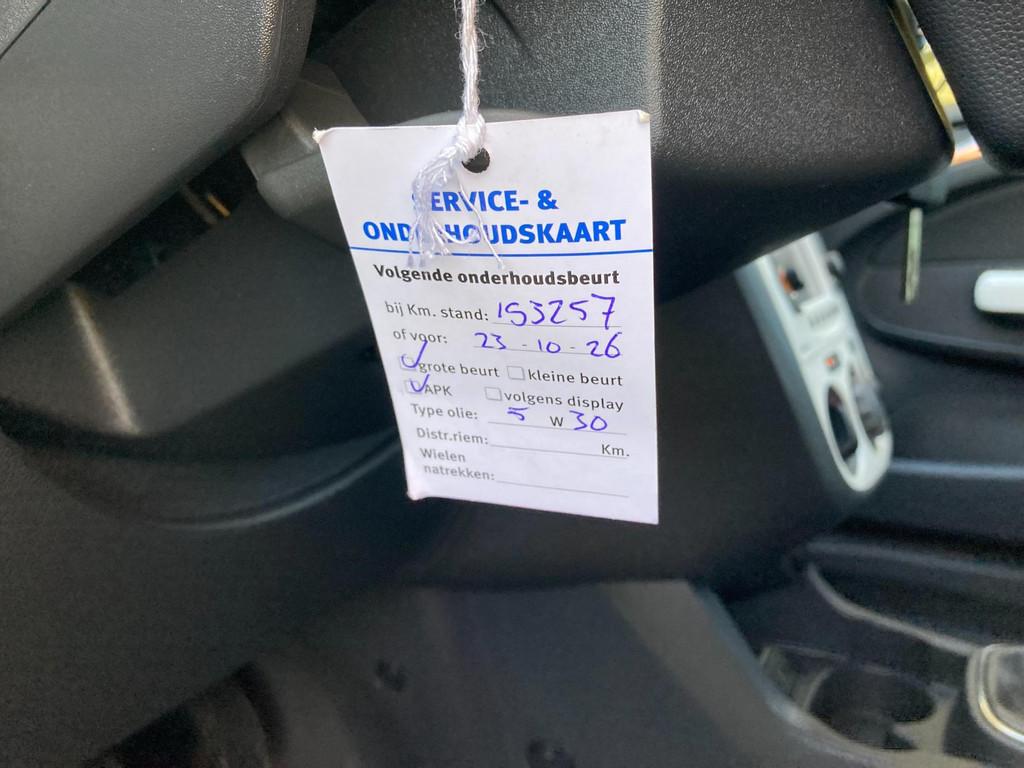 SERVICE- &
ONDERHOUDSKAART
Volgende onderhoudsbeurt
bij Km. stand: 153257
of voor: 23-10-26
grote beurt kleine beurt
APK volgens display
Type olie: 5 W 30
Distr.riem: Km.
Wielen
natrekken: